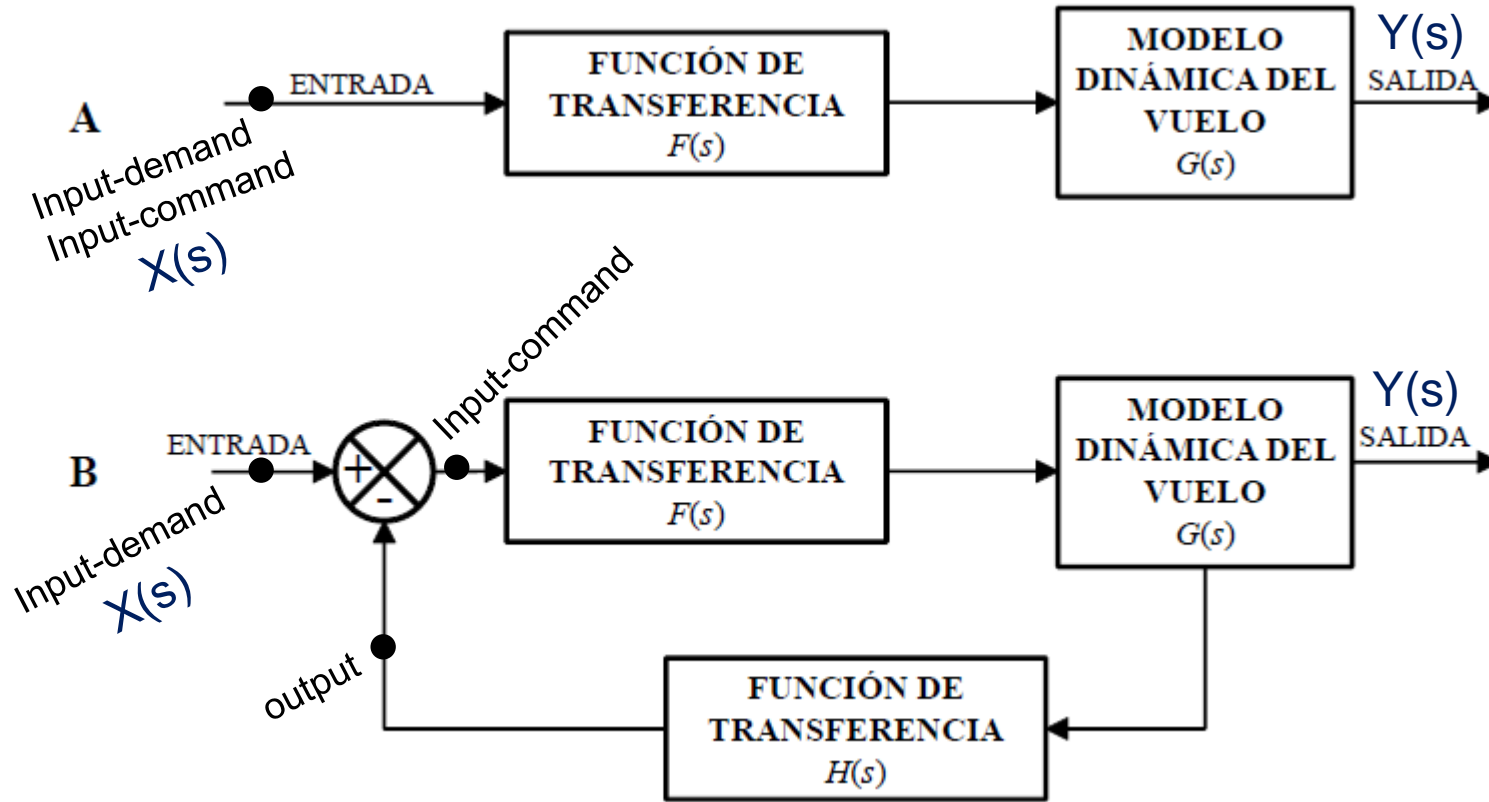 A
ENTRADA
Input-demand
Input-command
X(s)
FUNCIÓN DE
TRANSFERENCIA
F(s)
MODELO
DINÁMICA DEL
VUELO
G(s)
Y(s)
SALIDA
B
ENTRADA
Input-demand
X(s)
+
-
Input-command
FUNCIÓN DE
TRANSFERENCIA
F(s)
MODELO
DINÁMICA DEL
VUELO
G(s)
Y(s)
SALIDA
output
FUNCIÓN DE
TRANSFERENCIA
H(s)